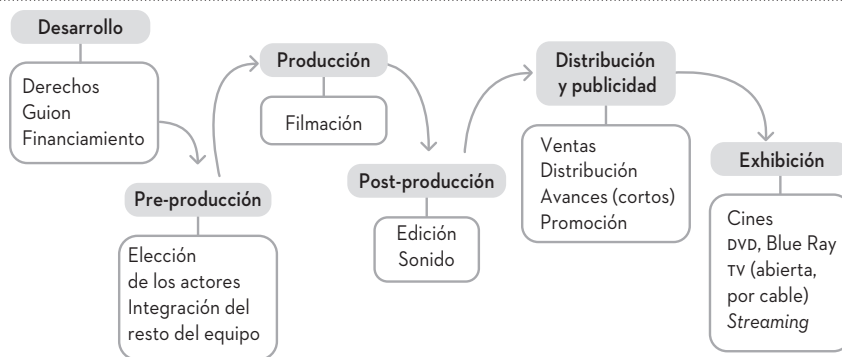 Desarrollo
Derechos
Guion
Financiamiento
Pre-producción
Elección
de los actores
Integración del
resto del equipo
Producción
Filmación
Post-producción
Edición
Sonido
Distribución
y publicidad
Ventas
Distribución
Avances (cortos)
Promoción
Exhibición
Cines
DVD, Blue Ray
TV (abierta,
por cable)
Streaming